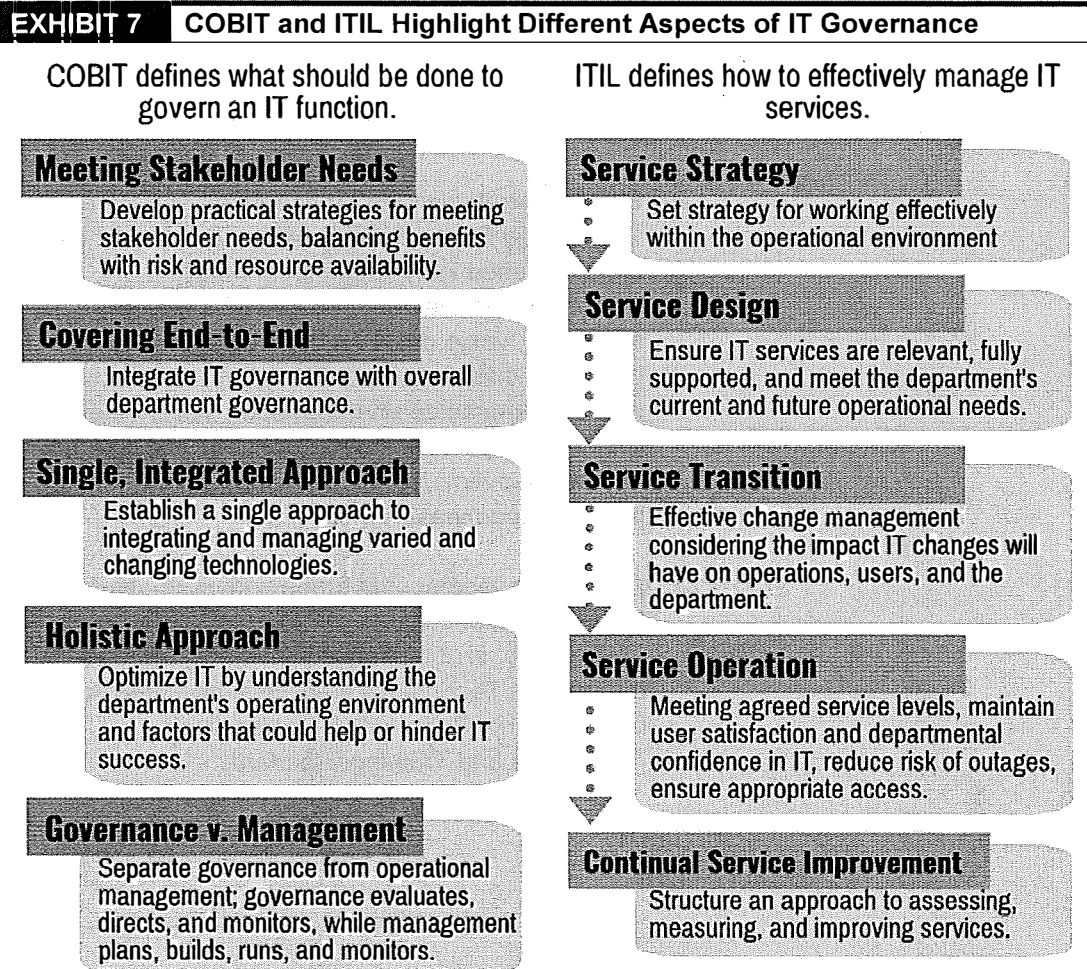 EXHIBIT 7 COBIT and ITIL Highlight Different Aspects of IT Governance
COBIT defines what should be done to
govern an IT function.
Meeting Stakeholder Needs
Develop practical strategies for meeting
stakeholder needs, balancing benefits
with risk and resource availability.
Covering End-to-End
Integrate IT governance with overall
department governance.
Single, Integrated Approach
Establish a single approach to
integrating and managing varied and
changing technologies.
Holistic Approach
Optimize IT by understanding the
department's operating environment
and factors that could help or hinder IT
success.
Governance v. Management
Separate governance from operational
management; governance evaluates,
directs, and monitors, while management
plans, builds, runs, and monitors.
ITIL defines how to effectively manage IT
services.
Service Strategy
Set strategy for working effectively
within the operational environment
Service Design
Ensure IT services are relevant, fully
supported, and meet the department's
current and future operational needs.
Service Transition
Effective change management
considering the impact IT changes will
have on operations, users, and the
department.
Service Operation
Meeting agreed service levels, maintain
user satisfaction and departmental
confidence in IT, reduce risk of outages,
ensure appropriate access.
Continual Service Improvement
Structure an approach to assessing,
measuring, and improving services.